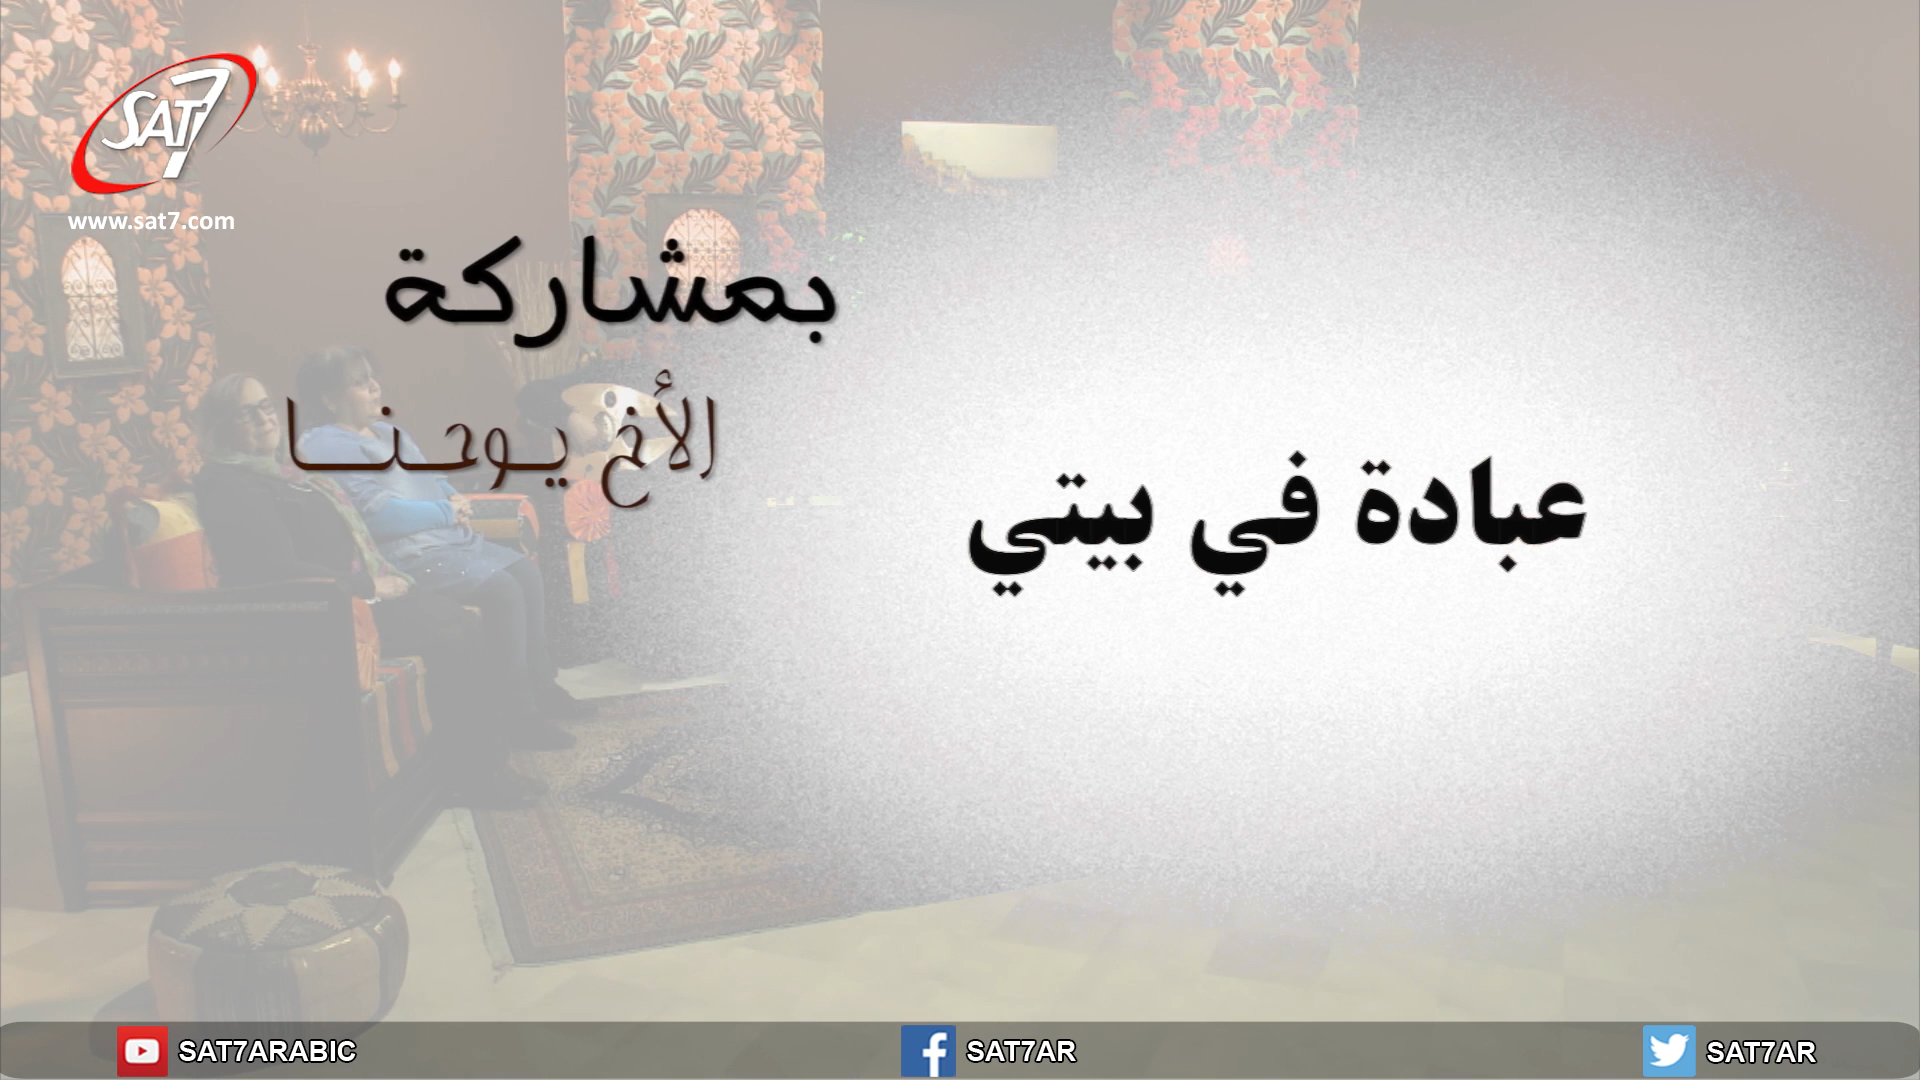 SAT7
www.sat7.com
بمشاركة
الأخ يوحنا
عبادة في بيتي
SAT7ARABIC
SAT7AR
SAT7AR